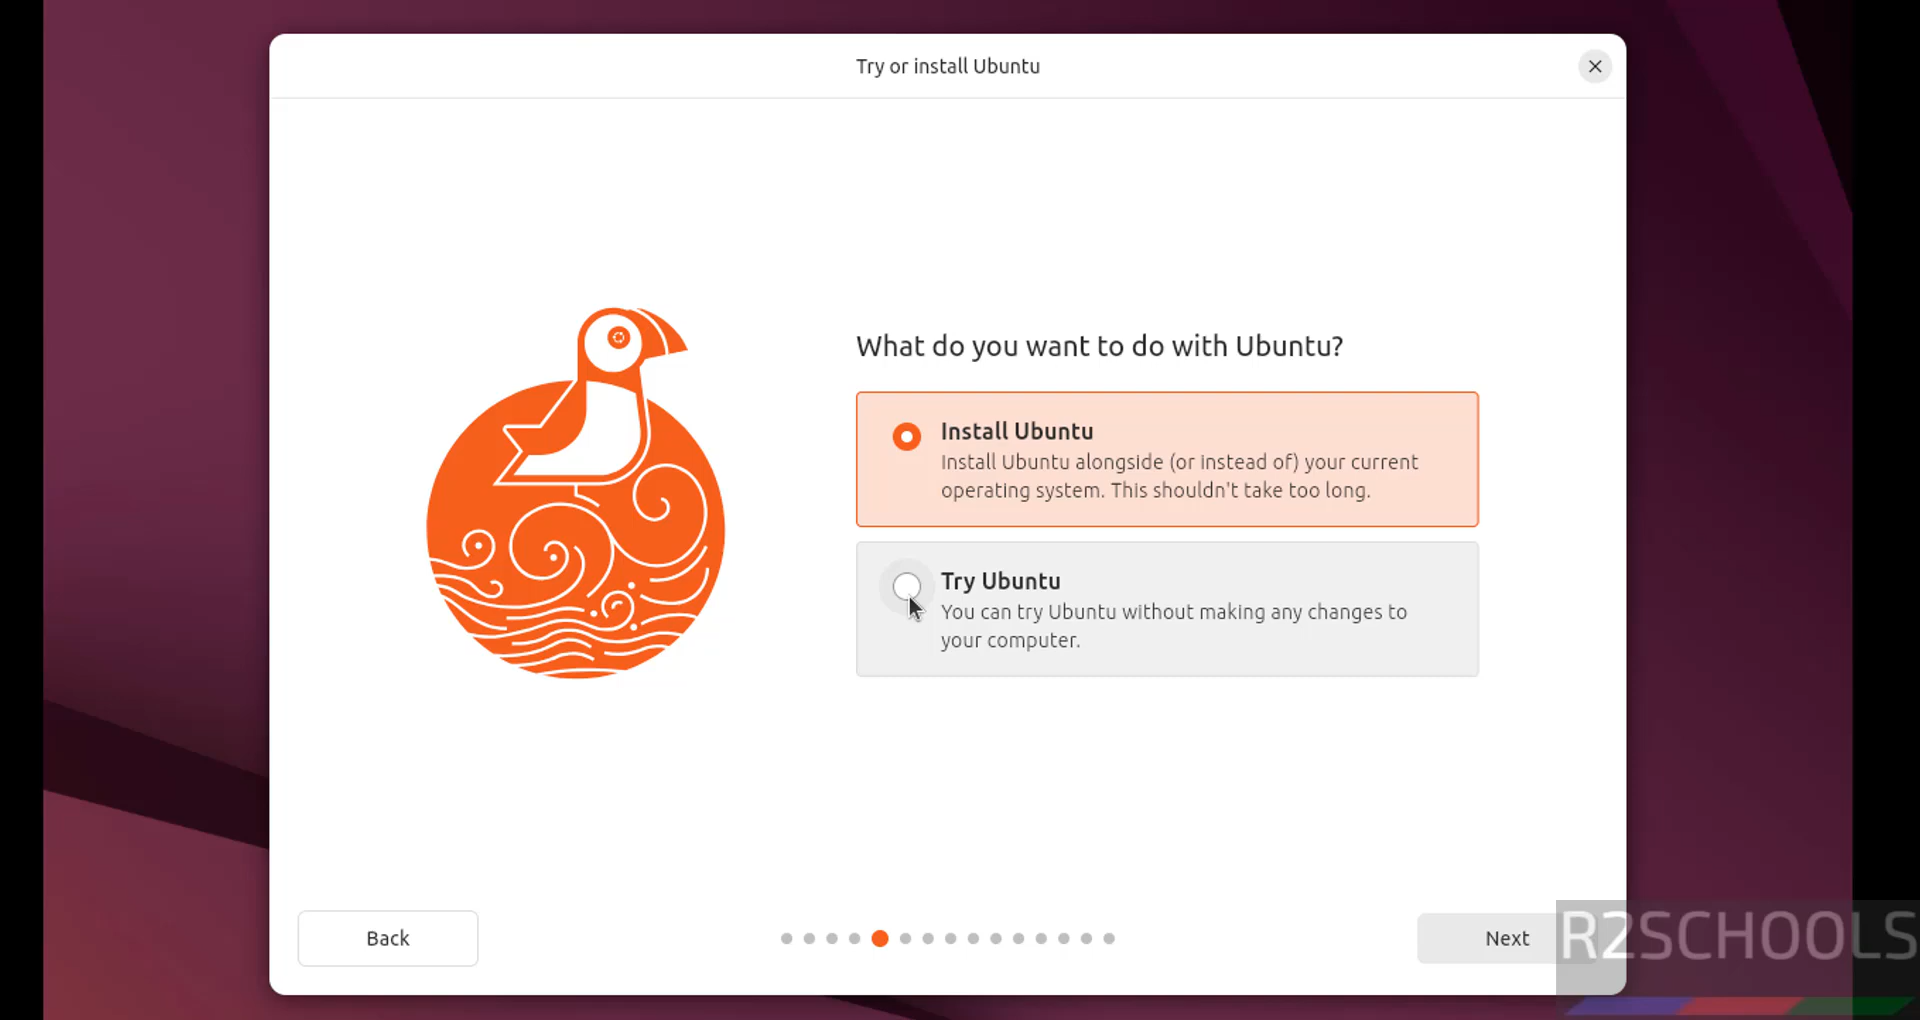 Try or install Ubuntu
What do you want to do with Ubuntu?
Install Ubuntu
Install Ubuntu alongside (or instead of) your current
operating system. This shouldn't take too long.
Try Ubuntu
You can try Ubuntu without making any changes to
your computer.
Back
Next
R2SCHOOLS